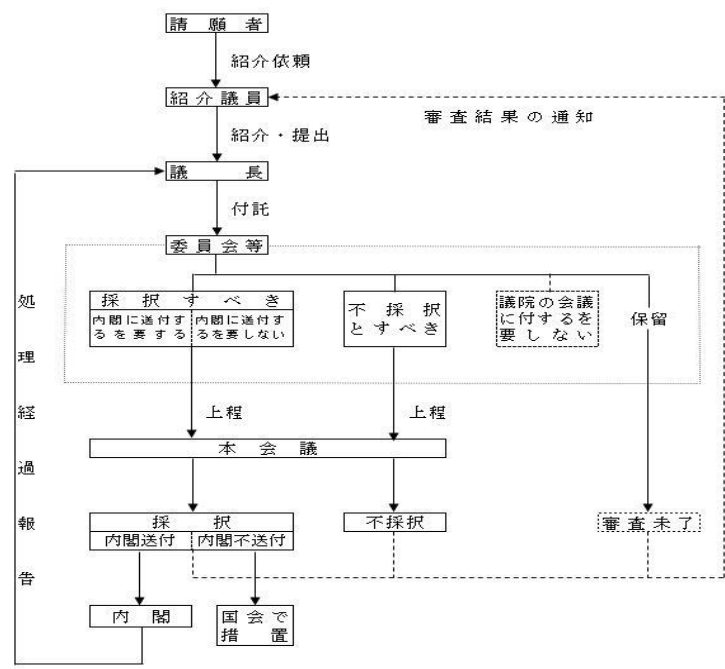 請願者
紹介依頼
紹介議員
審査結果の通知
紹介・提出
議長
付託
委員会等
採択すべき
内閣に送付す
るを要する
内閣に送付す
るを要しない
不採択
とすべき
議院の会議
に付するを
要しない
保留
上程
上程
本会議
採択
内閣送付
内閣不送付
不採択
審査未了
内閣
国会で
措置
処理経過報告